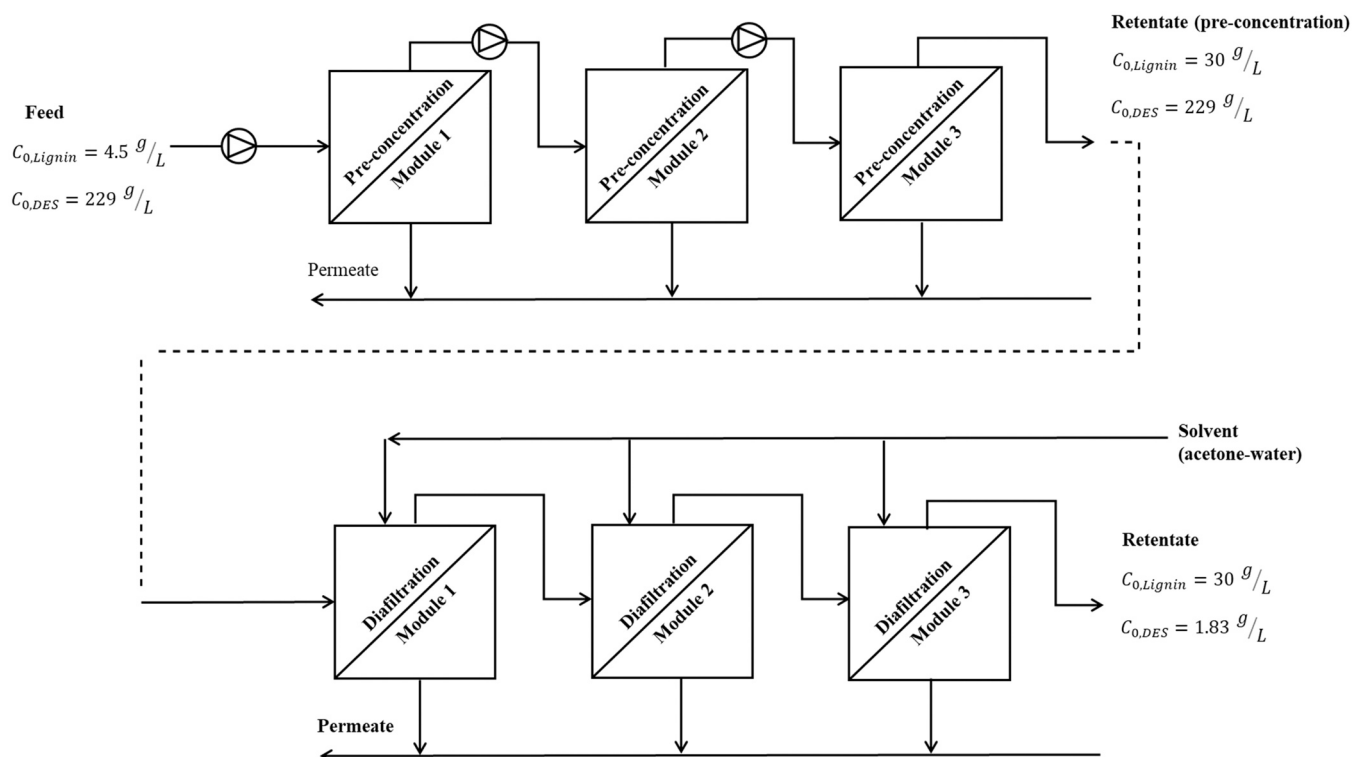 Retentate (pre-concentration)
C0,Lignin = 30 g/L
C0,DES = 229 g/L
Feed
C0,Lignin = 4.5 g/L
C0,DES = 229 g/L
Pre-concentration
Module 1
Pre-concentration
Module 2
Pre-concentration
Module 3
Permeate
Solvent
(acetone-water)
Diafiltration
Module 1
Diafiltration
Module 2
Diafiltration
Module 3
Retentate
C0,Lignin = 30 g/L
C0,DES = 1.83 g/L
Permeate